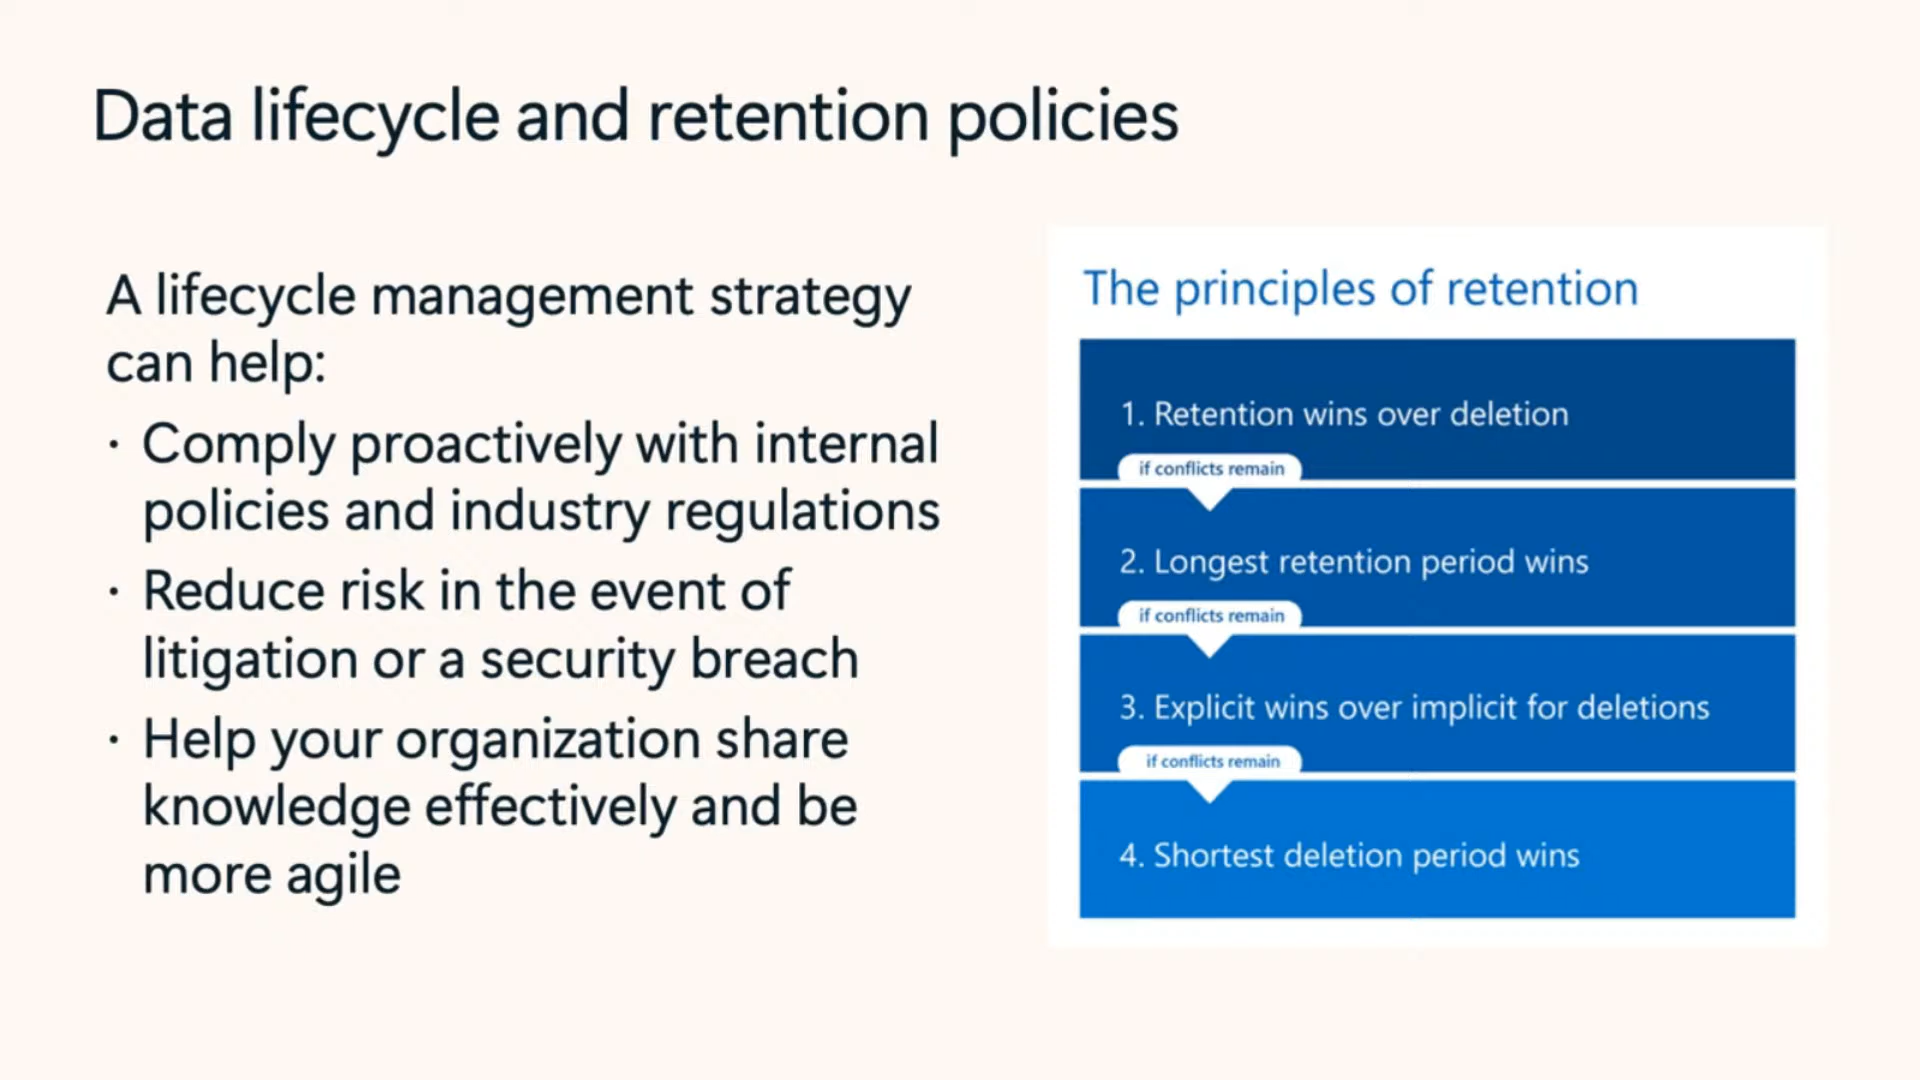 Data lifecycle and retention policies
A lifecycle management strategy
can help:
· Comply proactively with internal
policies and industry regulations
· Reduce risk in the event of
litigation or a security breach
· Help your organization share
knowledge effectively and be
more agile
The principles of retention
1. Retention wins over deletion
if conflicts remain
2. Longest retention period wins
if conflicts remain
3. Explicit wins over implicit for deletions
if conflicts remain
4. Shortest deletion period wins